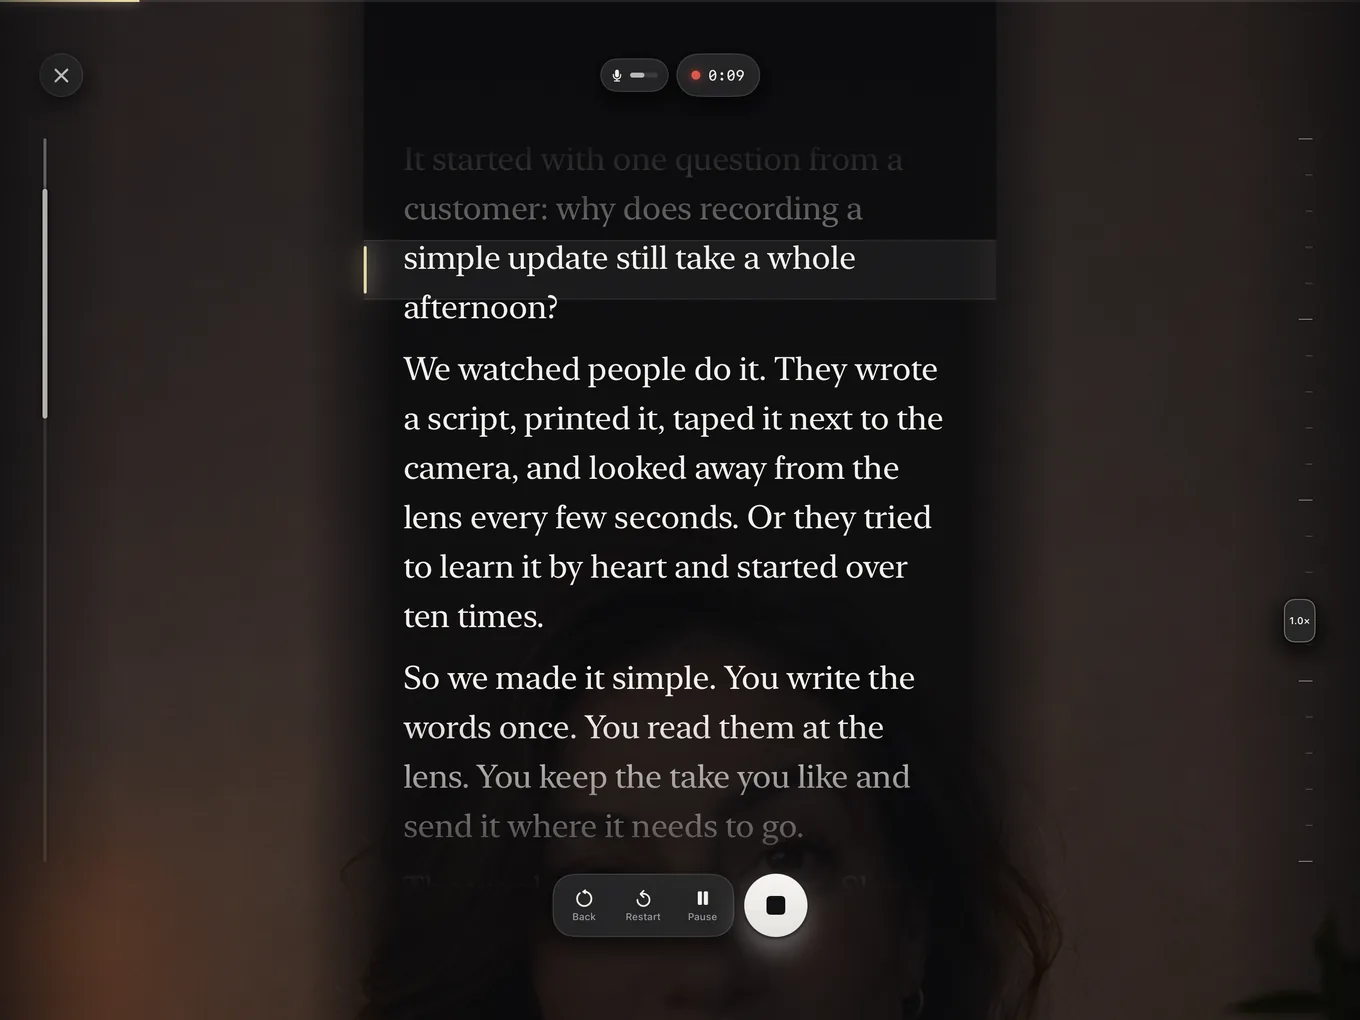 0:09
It started with one question from a
customer: why does recording a
simple update still take a whole
afternoon?
We watched people do it. They wrote
a script, printed it, taped it next to the
camera, and looked away from the
lens every few seconds. Or they tried
to learn it by heart and started over
ten times.
So we made it simple. You write the
words once. You read them at the
lens. You keep the take you like and
send it where it needs to go.
1.0×
Back
Restart
Pause